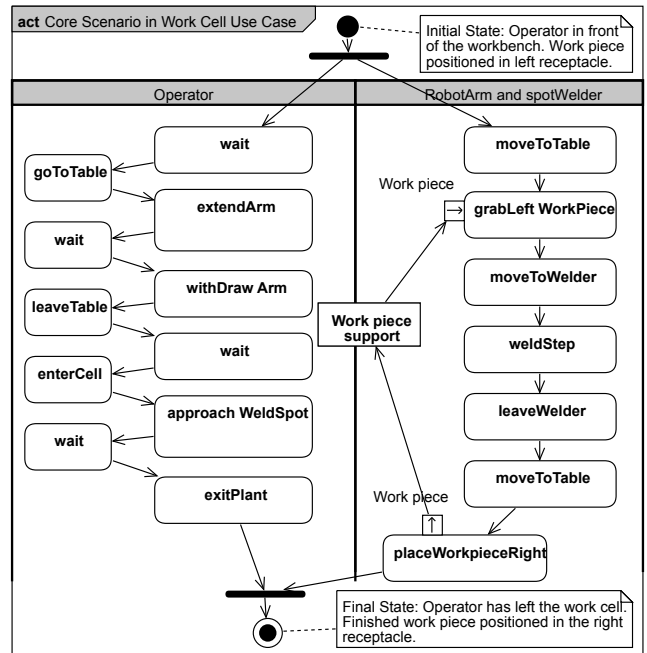 act Core Scenario in Work Cell Use Case
Initial State: Operator in front
of the workbench. Work piece
positioned in left receptacle.
Operator
RobotArm and spotWelder
wait
goToTable
extendArm
wait
withDraw Arm
leaveTable
wait
enterCell
approach WeldSpot
wait
exitPlant
moveToTable
Work piece
grabLeft WorkPiece
moveToWelder
Work piece
support
weldStep
leaveWelder
moveToTable
Work piece
placeWorkpieceRight
Final State: Operator has left the work cell.
Finished work piece positioned in the right
receptacle.